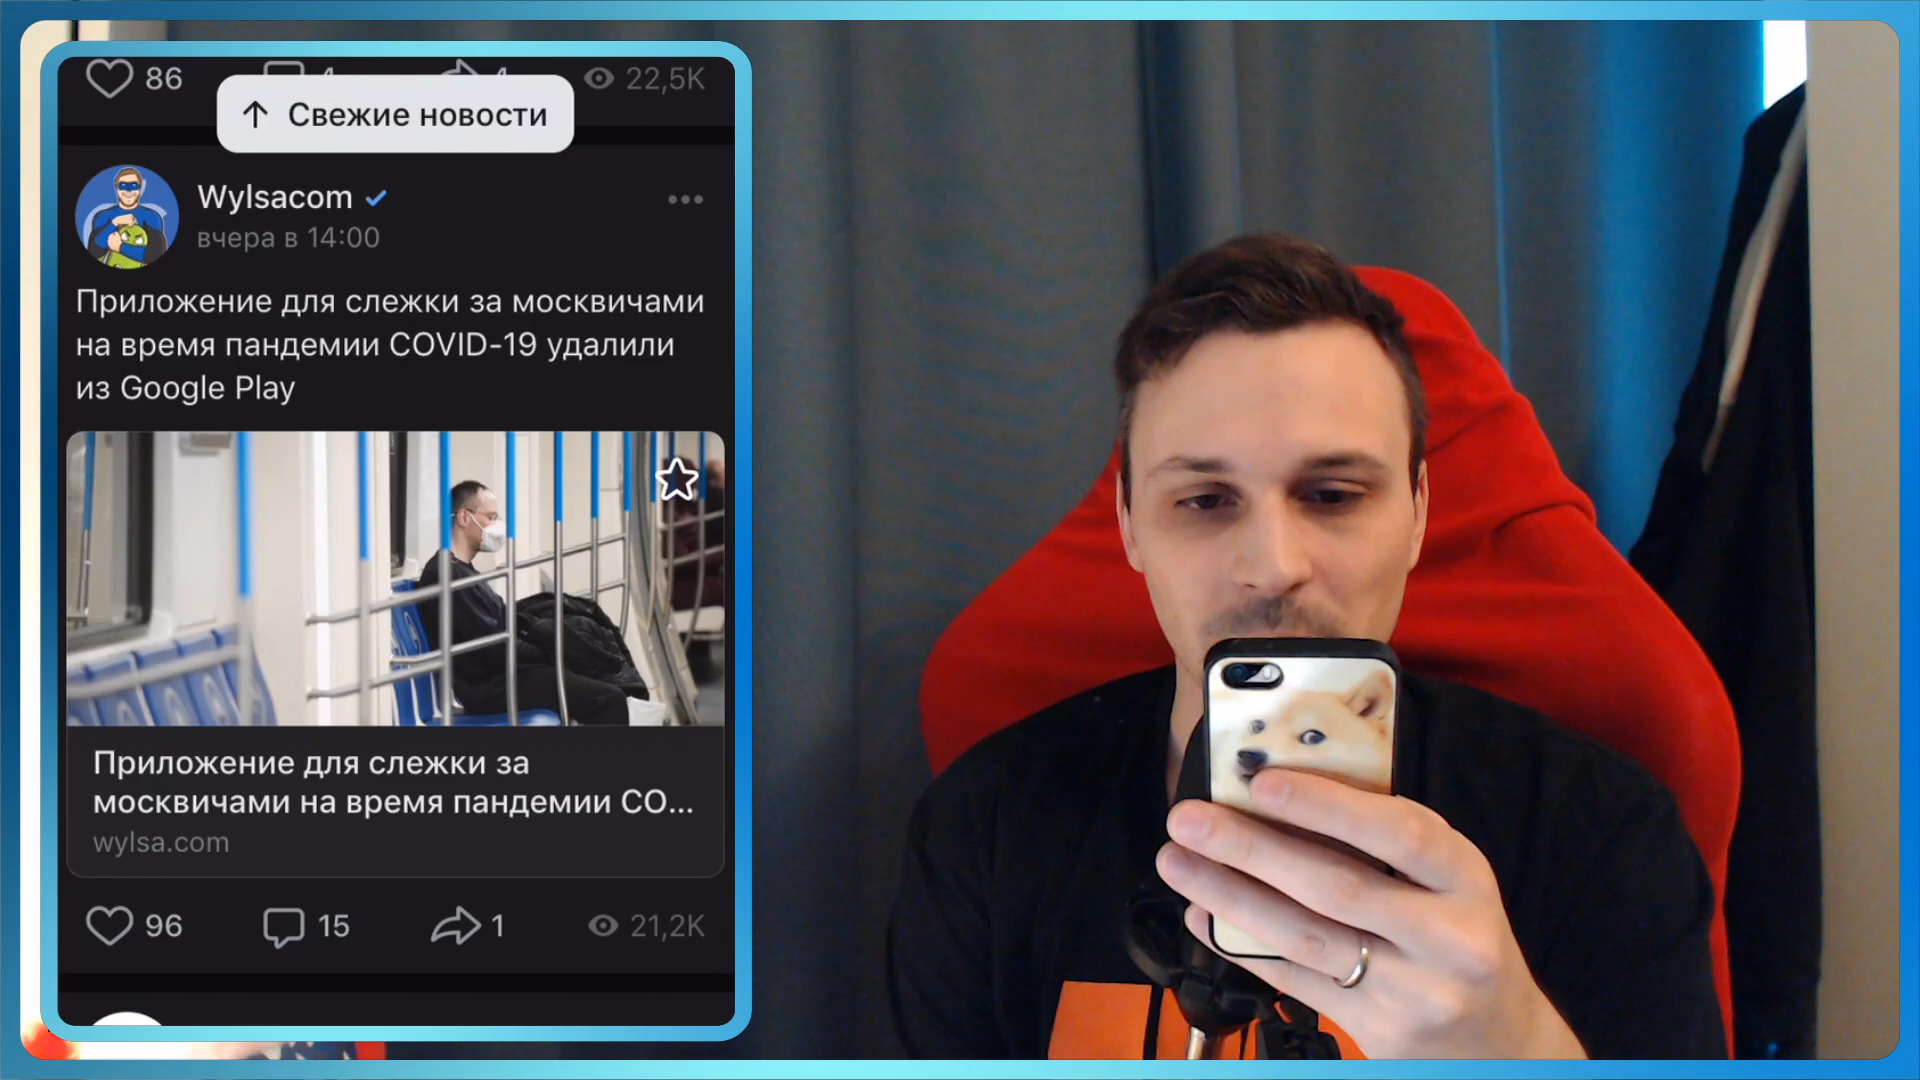 86
22,5K
Свежие новости
Wylsacom
вчера в 14:00
Приложение для слежки за москвичами
на время пандемии COVID-19 удалили
из Google Play
Приложение для слежки за
москвичами на время пандемии CO...
wylsa.com
96
15
1
21,2K